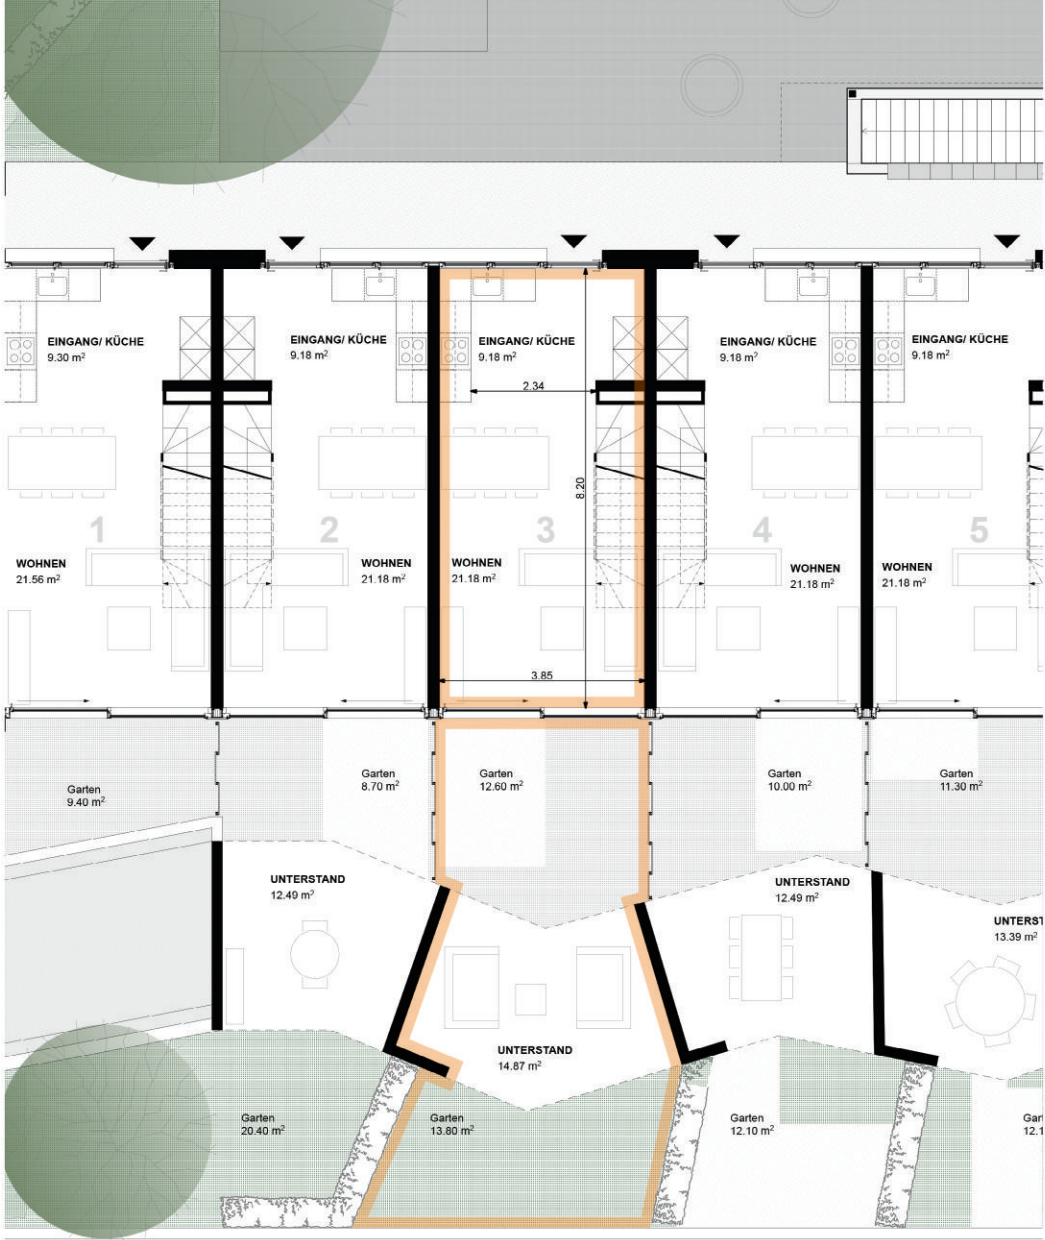 EINGANG/ KÜCHE
9.30 m²
EINGANG/ KÜCHE
9.18 m²
EINGANG/ KÜCHE
9.18 m²
EINGANG/ KÜCHE
9.18 m²
EINGANG/ KÜCHE
9.18 m²
2.34
8.20
1
2
3
4
5
WOHNEN
21.56 m²
WOHNEN
21.18 m²
WOHNEN
21.18 m²
WOHNEN
21.18 m²
WOHNEN
21.18 m²
3.85
Garten
9.40 m²
Garten
8.70 m²
Garten
12.60 m²
Garten
10.00 m²
Garten
11.30 m²
UNTERSTAND
12.49 m²
UNTERSTAND
12.49 m²
UNTERST
13.39 m²
UNTERSTAND
14.87 m²
Garten
20.40 m²
Garten
13.80 m²
Garten
12.10 m²
Gar
12.1